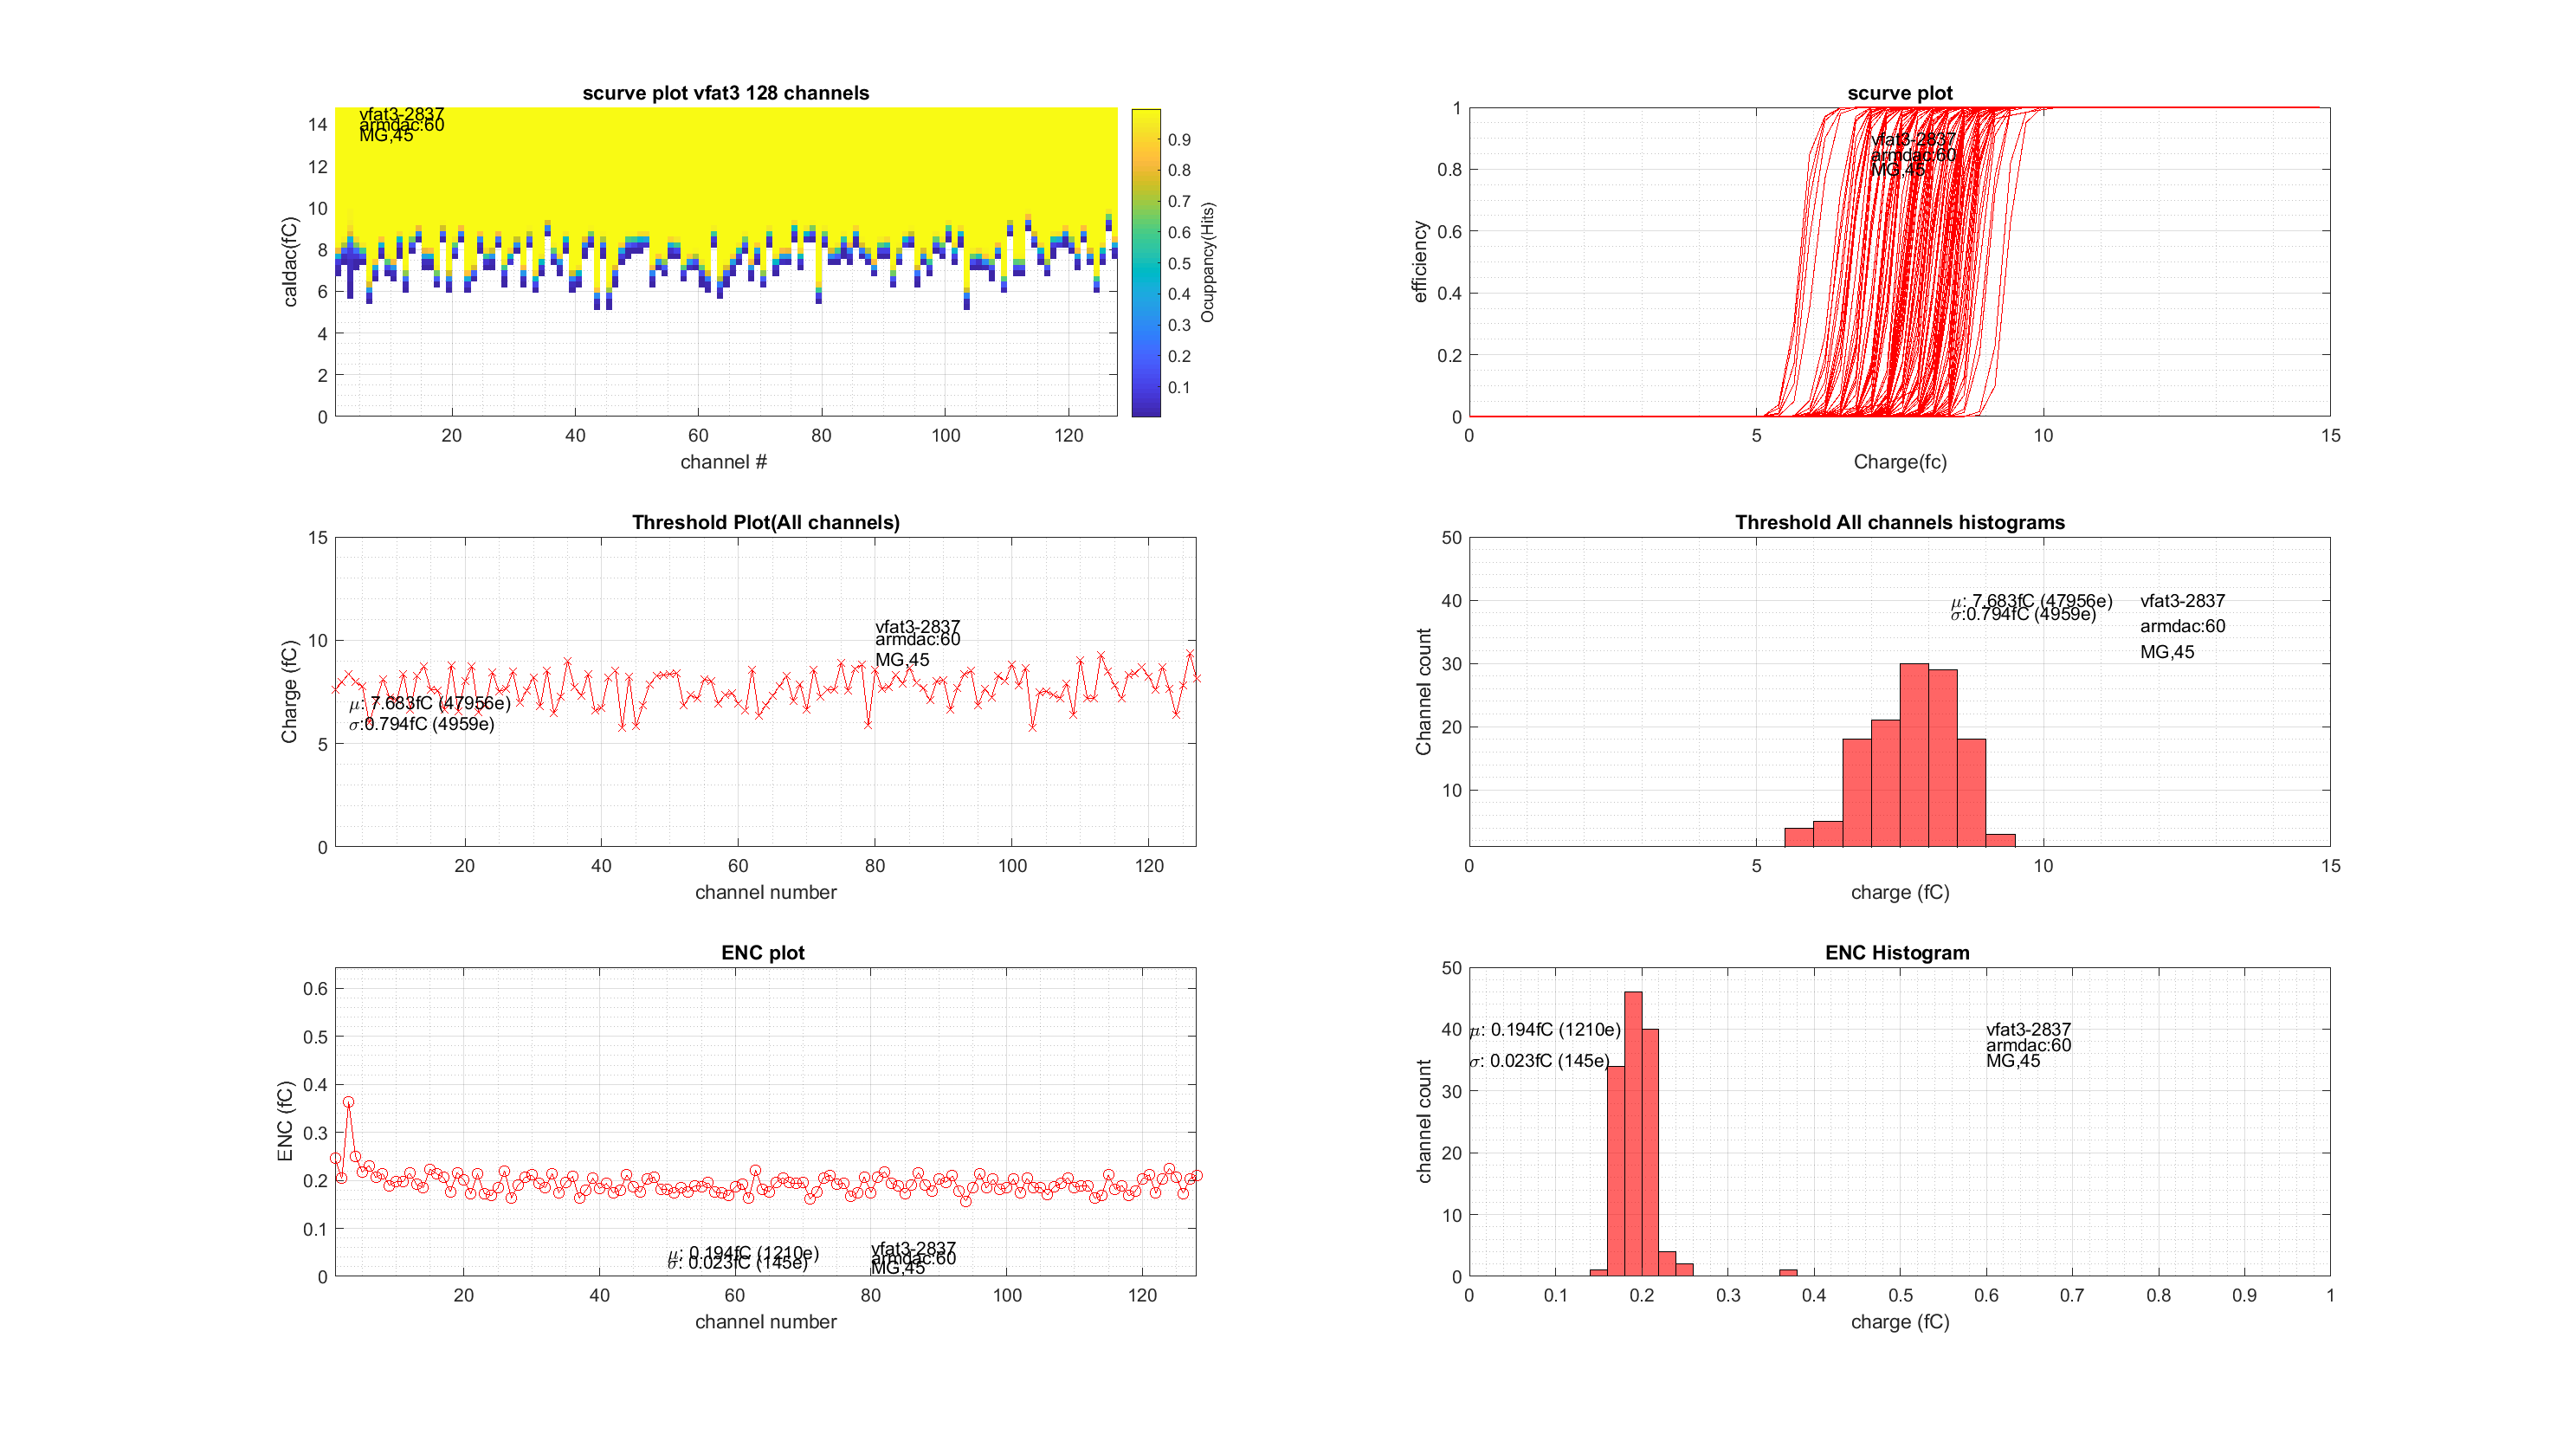 scurve plot vfat3 128 channels
vfat3-2837
armdac:60
MG,45
14
12
10
8
6
4
2
0
caldac(fC)
20 40 60 80 100 120
channel #
0.9
0.8
0.7
0.6
0.5
0.4
0.3
0.2
0.1
Ocuppancy(Hits)
scurve plot
vfat3-2837
armdac:60
MG,45
1
0.8
0.6
0.4
0.2
0
efficiency
0 5 10 15
Charge(fc)
Threshold Plot(All channels)
15
10
5
0
Charge (fC)
vfat3-2837
armdac:60
MG,45
μ: 7.683fC (47956e)
σ:0.794fC (4959e)
20 40 60 80 100 120
channel number
Threshold All channels histograms
50
40
30
20
10
Channel count
μ: 7.683fC (47956e)
σ:0.794fC (4959e)
vfat3-2837
armdac:60
MG,45
0 5 10 15
charge (fC)
ENC plot
0.6
0.5
0.4
0.3
0.2
0.1
0
ENC (fC)
μ: 0.194fC (1210e)
σ: 0.023fC (145e)
vfat3-2837
armdac:60
MG,45
20 40 60 80 100 120
channel number
ENC Histogram
50
40
30
20
10
0
channel count
μ: 0.194fC (1210e)
σ: 0.023fC (145e)
vfat3-2837
armdac:60
MG,45
0 0.1 0.2 0.3 0.4 0.5 0.6 0.7 0.8 0.9 1
charge (fC)